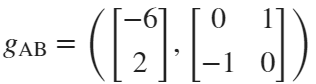 g_AB = ([-6 2], [0 1 -1 0])